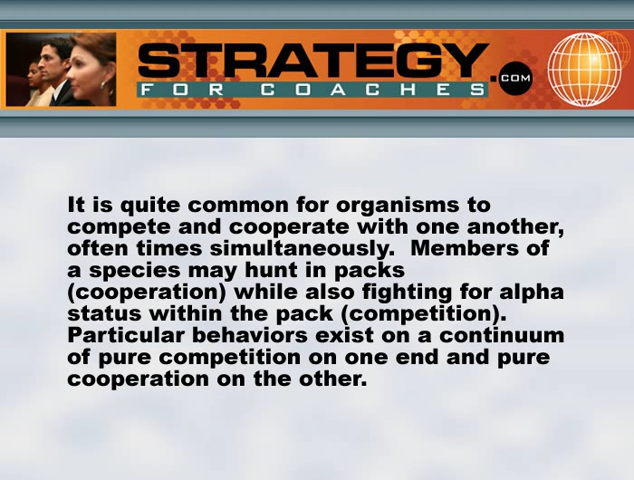 STRATEGY.COM
FOR COACHES
It is quite common for organisms to
compete and cooperate with one another,
often times simultaneously.  Members of
a species may hunt in packs
(cooperation) while also fighting for alpha
status within the pack (competition).
Particular behaviors exist on a continuum
of pure competition on one end and pure
cooperation on the other.